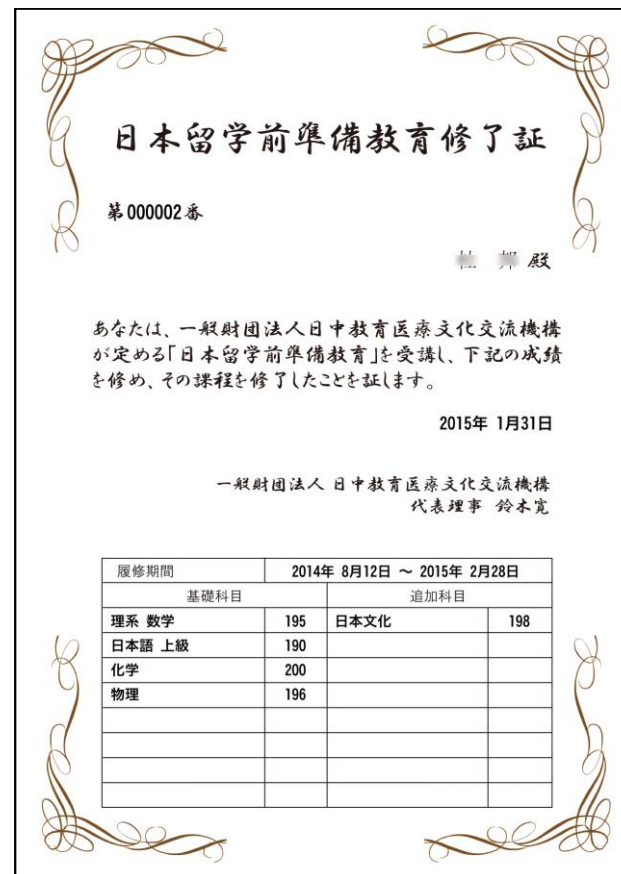 日本留学前準備教育修了証
第000002番
殿
あなたは、一般財団法人日中教育医療文化交流機構
が定める「日本留学前準備教育」を受講し、下記の成績
を修め、その課程を修了したことを証します。
2015年 1月31日
一般財団法人 日中教育医療文化交流機構
代表理事 鈴木寛
履修期間 2014年 8月12日 ～ 2015年 2月28日
基礎科目 追加科目
理系 数学 195 日本文化 198
日本語 上級 190
化学 200
物理 196